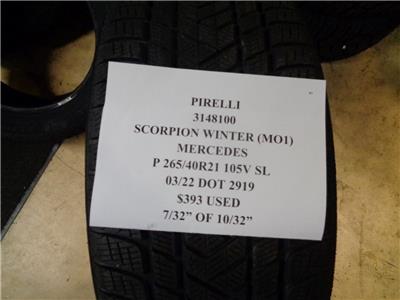 PIRELLI
3148100
SCORPION WINTER (MO1)
MERCEDES
P 265/40R21 105V SL
03/22 DOT 2919
$393 USED
7/32” OF 10/32”